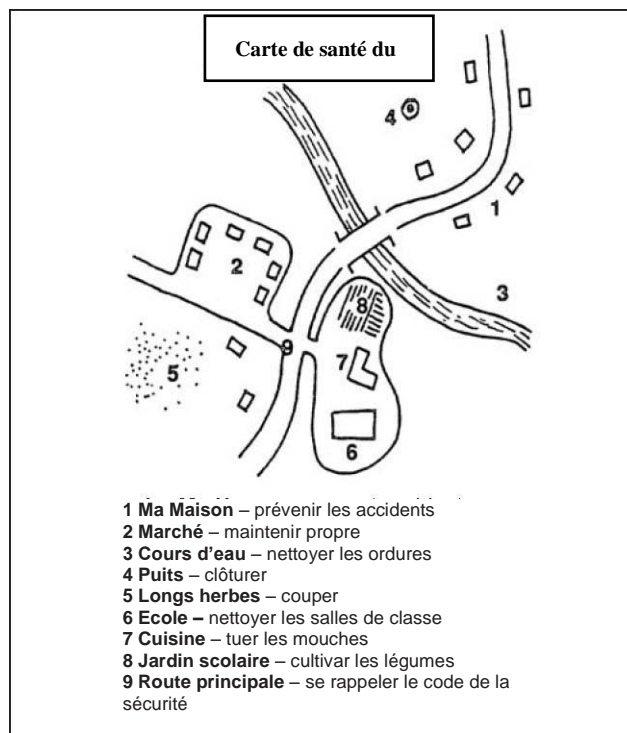 Carte de santé du
4
1
2
3
8
9
7
5
6
1 Ma Maison – prévenir les accidents
2 Marché – maintenir propre
3 Cours d'eau – nettoyer les ordures
4 Puits – clôturer
5 Longs herbes – couper
6 Ecole – nettoyer les salles de classe
7 Cuisine – tuer les mouches
8 Jardin scolaire – cultivar les légumes
9 Route principale – se rappeler le code de la
sécurité